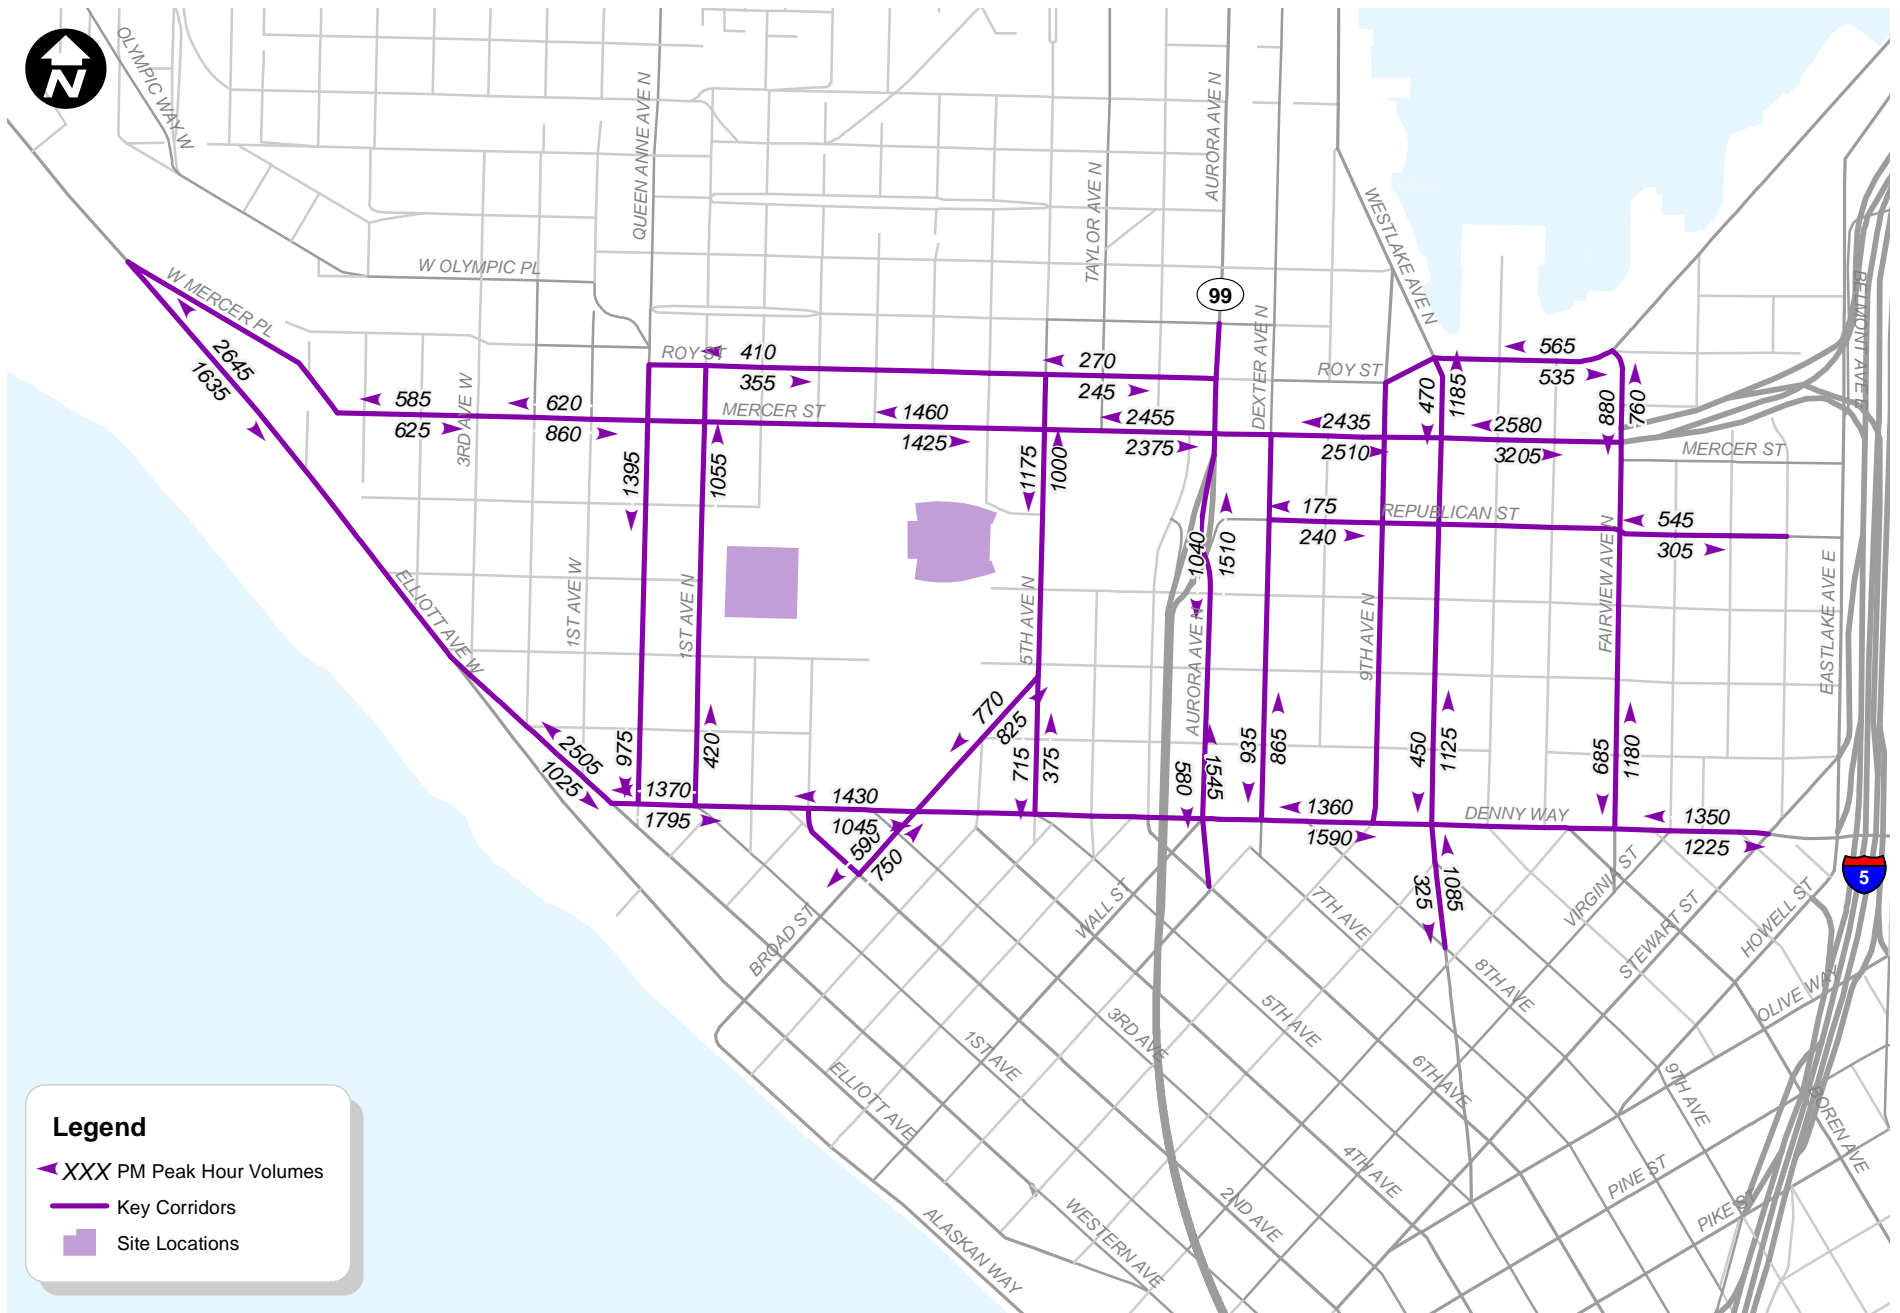 N
OLYMPIC WAY W
QUEEN ANNE AVE N
AURORA AVE N
TAYLOR AVE N
WESTLAKE AVE N
BELMONT AVE E
W OLYMPIC PL
W MERCER PL
99
DEXTER AVE N
2645
1635
ROY ST
410
355
270
245
ROY ST
565
535
470
1185
880
760
585
625
3RD AVE W
620
860
MERCER ST
1460
1425
2455
2375
2435
2510
2580
3205
MERCER ST
1395
1055
1175
1000
175
240
REPUBLICAN ST
545
305
1040
1510
ELLIOTT AVE W
1ST AVE W
1ST AVE N
5TH AVE N
AURORA AVE N
9TH AVE N
FAIRVIEW AVE N
EASTLAKE AVE E
770
825
2505
1025
975
420
715
375
580
1545
935
865
450
1125
685
1180
1370
1795
1430
1045
590
750
1360
1590
DENNY WAY
1350
1225
5
325
1085
BROAD ST
WALL ST
7TH AVE
VIRGINIA ST
STEWART ST
HOWELL ST
8TH AVE
OLIVE WAY
1ST AVE
3RD AVE
5TH AVE
6TH AVE
9TH AVE
BOREN AVE
ELLIOTT AVE
4TH AVE
PINE ST
PIKE ST
2ND AVE
WESTERN AVE
ALASKAN WAY
Legend
XXX PM Peak Hour Volumes
Key Corridors
Site Locations